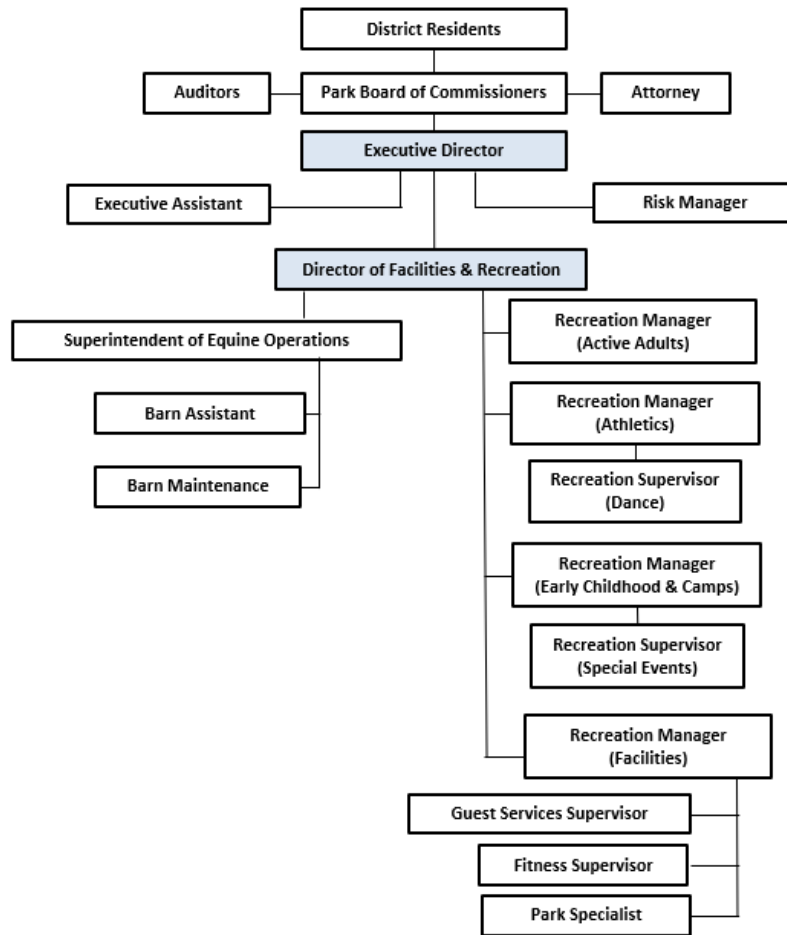 District Residents
Auditors
Park Board of Commissioners
Attorney
Executive Director
Executive Assistant
Risk Manager
Director of Facilities & Recreation
Superintendent of Equine Operations
Barn Assistant
Barn Maintenance
Recreation Manager
(Active Adults)
Recreation Manager
(Athletics)
Recreation Supervisor
(Dance)
Recreation Manager
(Early Childhood & Camps)
Recreation Supervisor
(Special Events)
Recreation Manager
(Facilities)
Guest Services Supervisor
Fitness Supervisor
Park Specialist